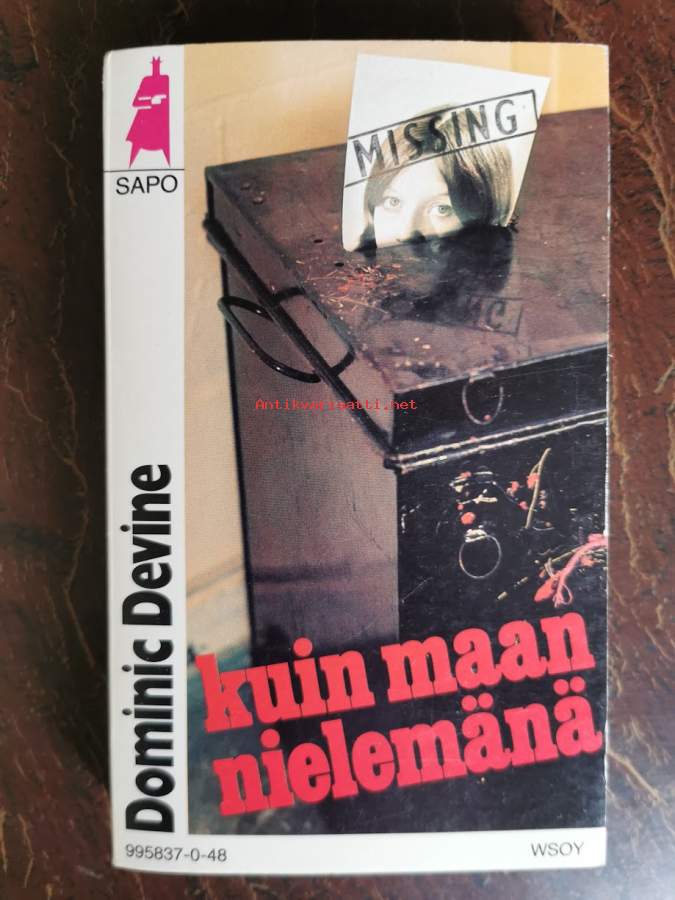 SAPO
MISSING
Antikvariaatti.net
Dominic Devine
kuin maan
nielemänä
995837-0-48
WSOY